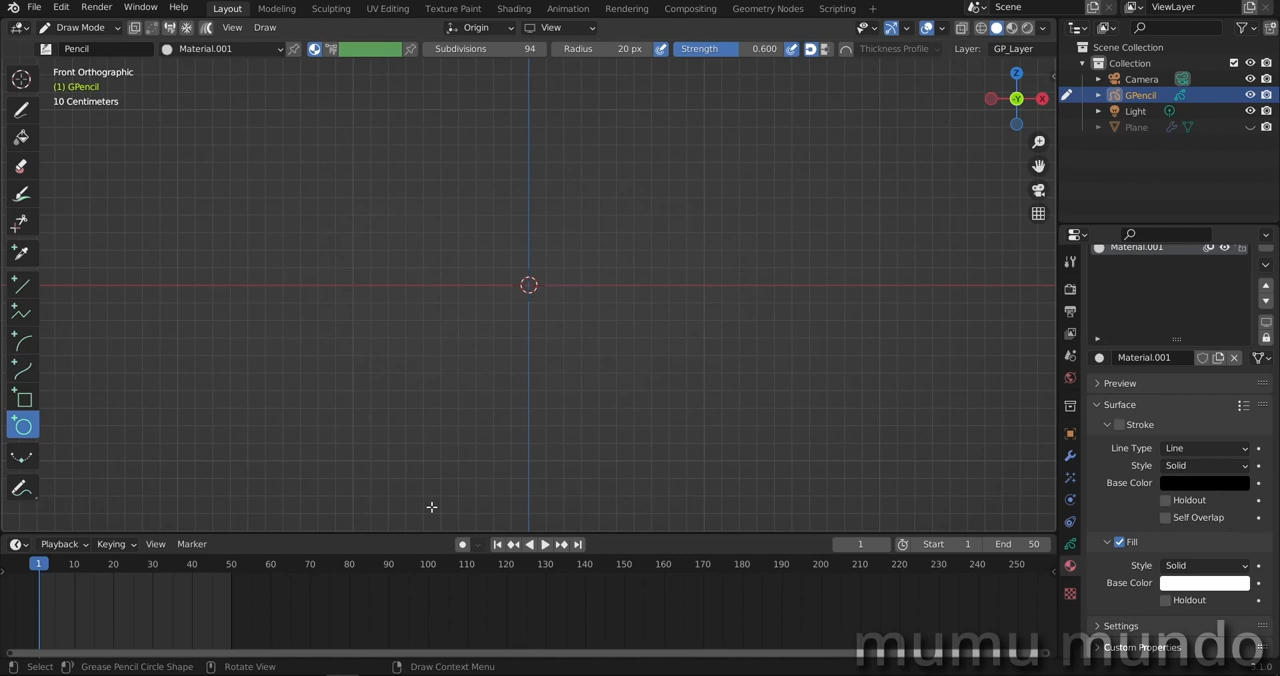 File Edit Render Window Help Layout Modeling Sculpting UV Editing Texture Paint Shading Animation Rendering Compositing Geometry Nodes Scripting + Scene ViewLayer
Draw Mode View Draw Origin View
Pencil Material.001 Subdivisions 94 Radius 20 px Strength 0.600 Thickness Profile Layer: GP_Layer
Front Orthographic
(1) GPencil
10 Centimeters
Z
-Y
X
Scene Collection
Collection
Camera
GPencil
Light
Plane
Material.001
Material.001
Preview
Surface
Stroke
Line Type Line
Style Solid
Base Color
Holdout
Self Overlap
Fill
Style Solid
Base Color
Holdout
Settings
Custom Properties
Playback Keying View Marker 1 Start 1 End 50
1 10 20 30 40 50 60 70 80 90 100 110 120 130 140 150 160 170 180 190 200 210 220 230 240 250
mumu mundo
Select Grease Pencil Circle Shape Rotate View Draw Context Menu 3.1.0